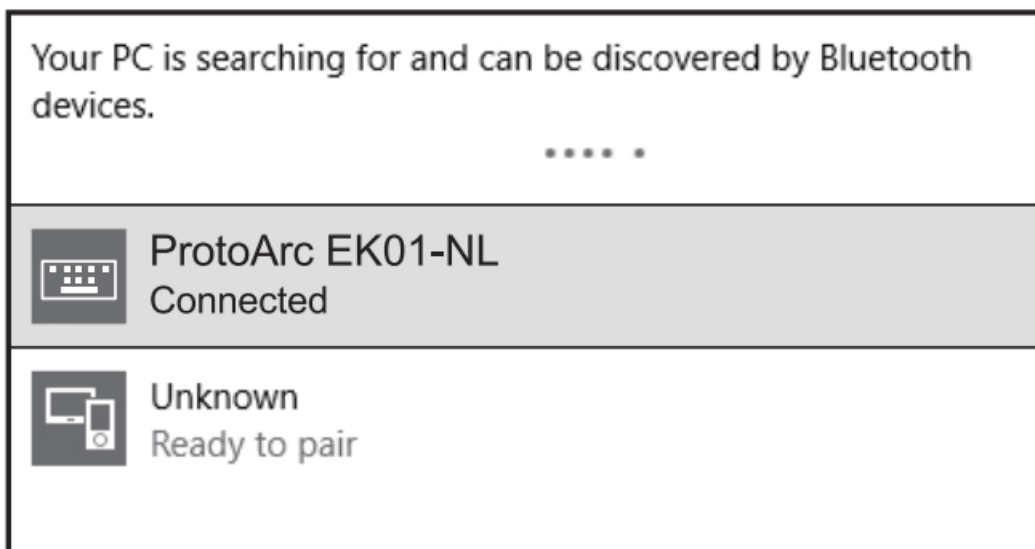 Your PC is searching for and can be discovered by Bluetooth
devices.
ProtoArc EK01-NL
Connected
Unknown
Ready to pair